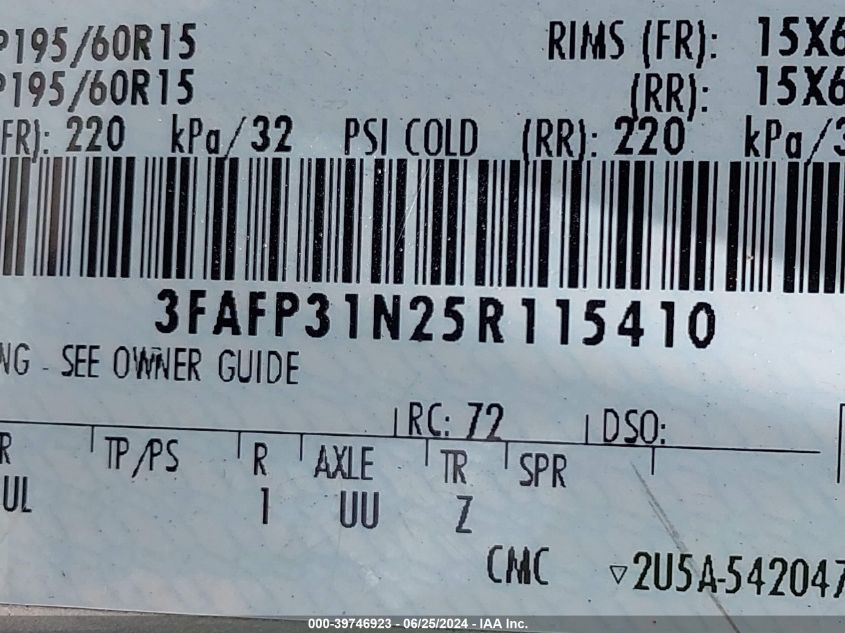 P195/60R15 RIMS (FR): 15X6
P195/60R15 (RR): 15X6
FR): 220 kPa/32 PSI COLD (RR): 220 kPa/3
3FAFP31N25R115410
NG - SEE OWNER GUIDE
RC: 72 DSO:
R TP/PS R AXLE TR SPR
UL 1 UU Z
CMC ▽2U5A-542047
000-39746923 / 06/25/2024 - IAA Inc.